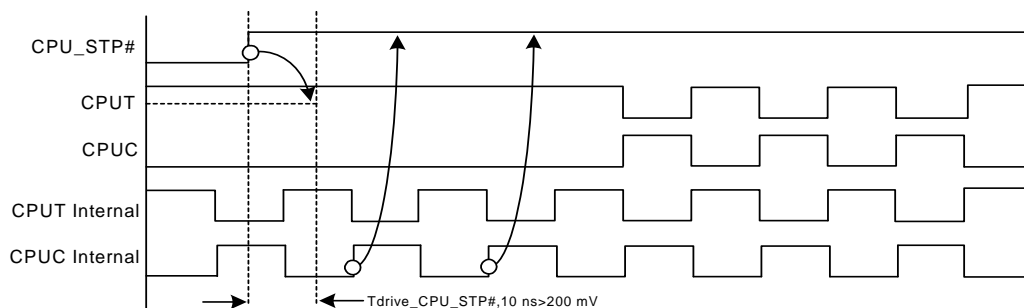 CPU_STP#
CPUT
CPUC
CPUT Internal
CPUC Internal
Tdrive_CPU_STP#,10 ns>200 mV